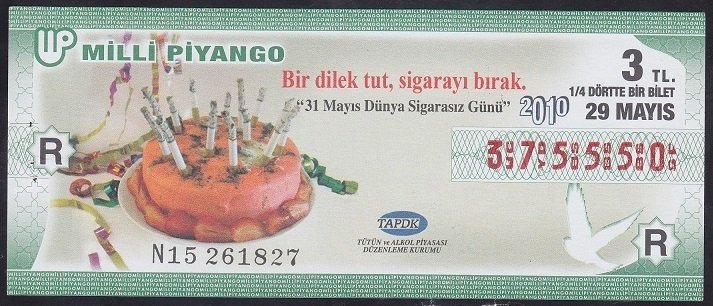 MİLLİ PİYANGO
Bir dilek tut, sigarayı bırak.
“31 Mayıs Dünya Sigarasız Günü”
2010
3 TL.
1/4 DÖRTTE BİR BİLET
29 MAYIS
R
375550
TAPDK
TÜTÜN ve ALKOL PİYASASI
DÜZENLEME KURUMU
N15 261827
R